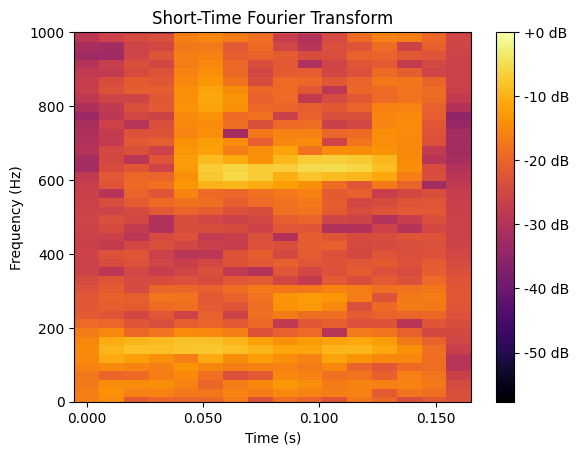 Short-Time Fourier Transform
1000
800
600
400
200
0
Frequency (Hz)
0.000
0.050
0.100
0.150
Time (s)
+0 dB
-10 dB
-20 dB
-30 dB
-40 dB
-50 dB